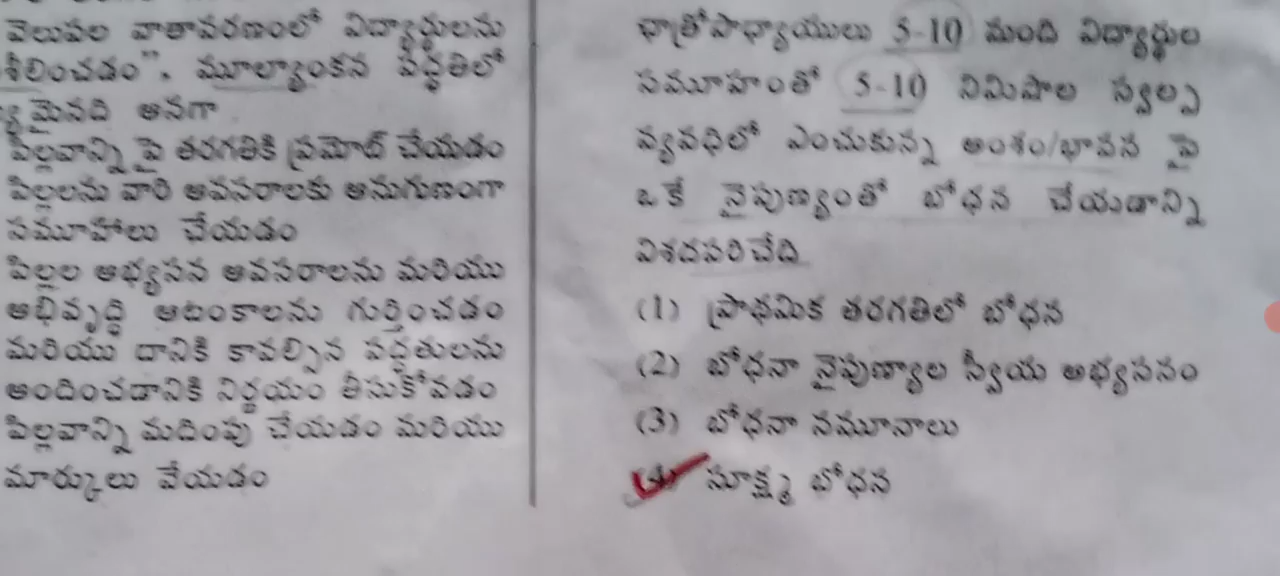 వెలుపల వాతావరణంలో విద్యార్థులను
శీలించడం". మూల్యాంకన పద్ధతిలో
మైనది అనగా
పిల్లవాన్ని పై తరగతికి ప్రమోట్ చేయడం
పిల్లలను వారి అవసరాలకు అనుగుణంగా
సమూహాలు చేయడం
పిల్లల అభ్యసన అవసరాలను మరియు
అభివృద్ధి ఆటంకాలను గుర్తించడం
మరియు దానికి కావల్సిన పద్ధతులను
అందించడానికి నిర్ణయం తీసుకోవడం
పిల్లవాన్ని మదింపు చేయడం మరియు
మార్కులు వేయడం
ఛాత్రోపాధ్యాయులు 5-10 మంది విద్యార్థుల
సమూహంతో 5-10 నిమిషాల స్వల్ప
వ్యవధిలో ఎంచుకున్న అంశం/భావన పై
ఒకే నైపుణ్యంతో బోధన చేయడాన్ని
విశదపరిచేది
(1) ప్రాథమిక తరగతిలో బోధన
(2) బోధనా నైపుణ్యాల స్వీయ అభ్యసనం
(3) బోధనా నమూనాలు
(4) సూక్ష్మ బోధన